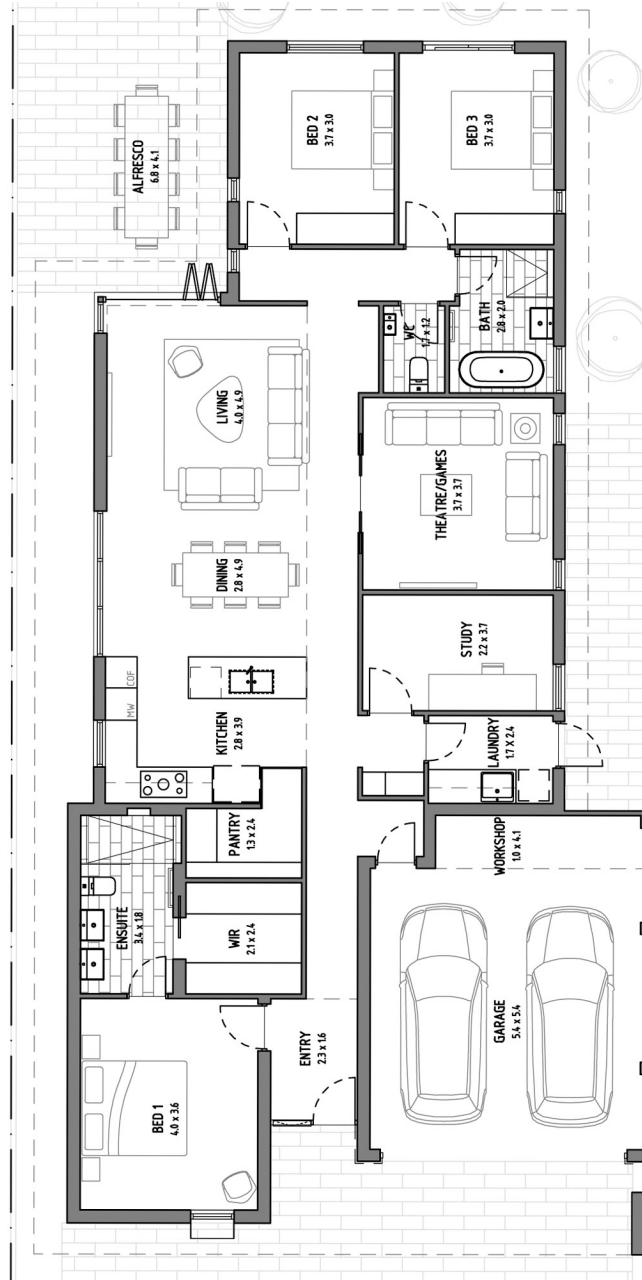 ALFRESCO
6.8 x 4.1
BED 2
3.7 x 3.0
BED 3
3.7 x 3.0
WC
1.7 x 1.2
BATH
2.8 x 2.0
LIVING
4.0 x 4.9
THEATRE/GAMES
3.7 x 3.7
DINING
2.8 x 4.9
STUDY
2.2 x 3.7
COF
MW
KITCHEN
2.8 x 3.9
LAUNDRY
1.7 x 2.4
PANTRY
1.3 x 2.4
WORKSHOP
1.0 x 4.1
ENSUITE
3.4 x 1.8
WIR
2.1 x 2.4
GARAGE
5.4 x 5.4
ENTRY
2.3 x 1.6
BED 1
4.0 x 3.6